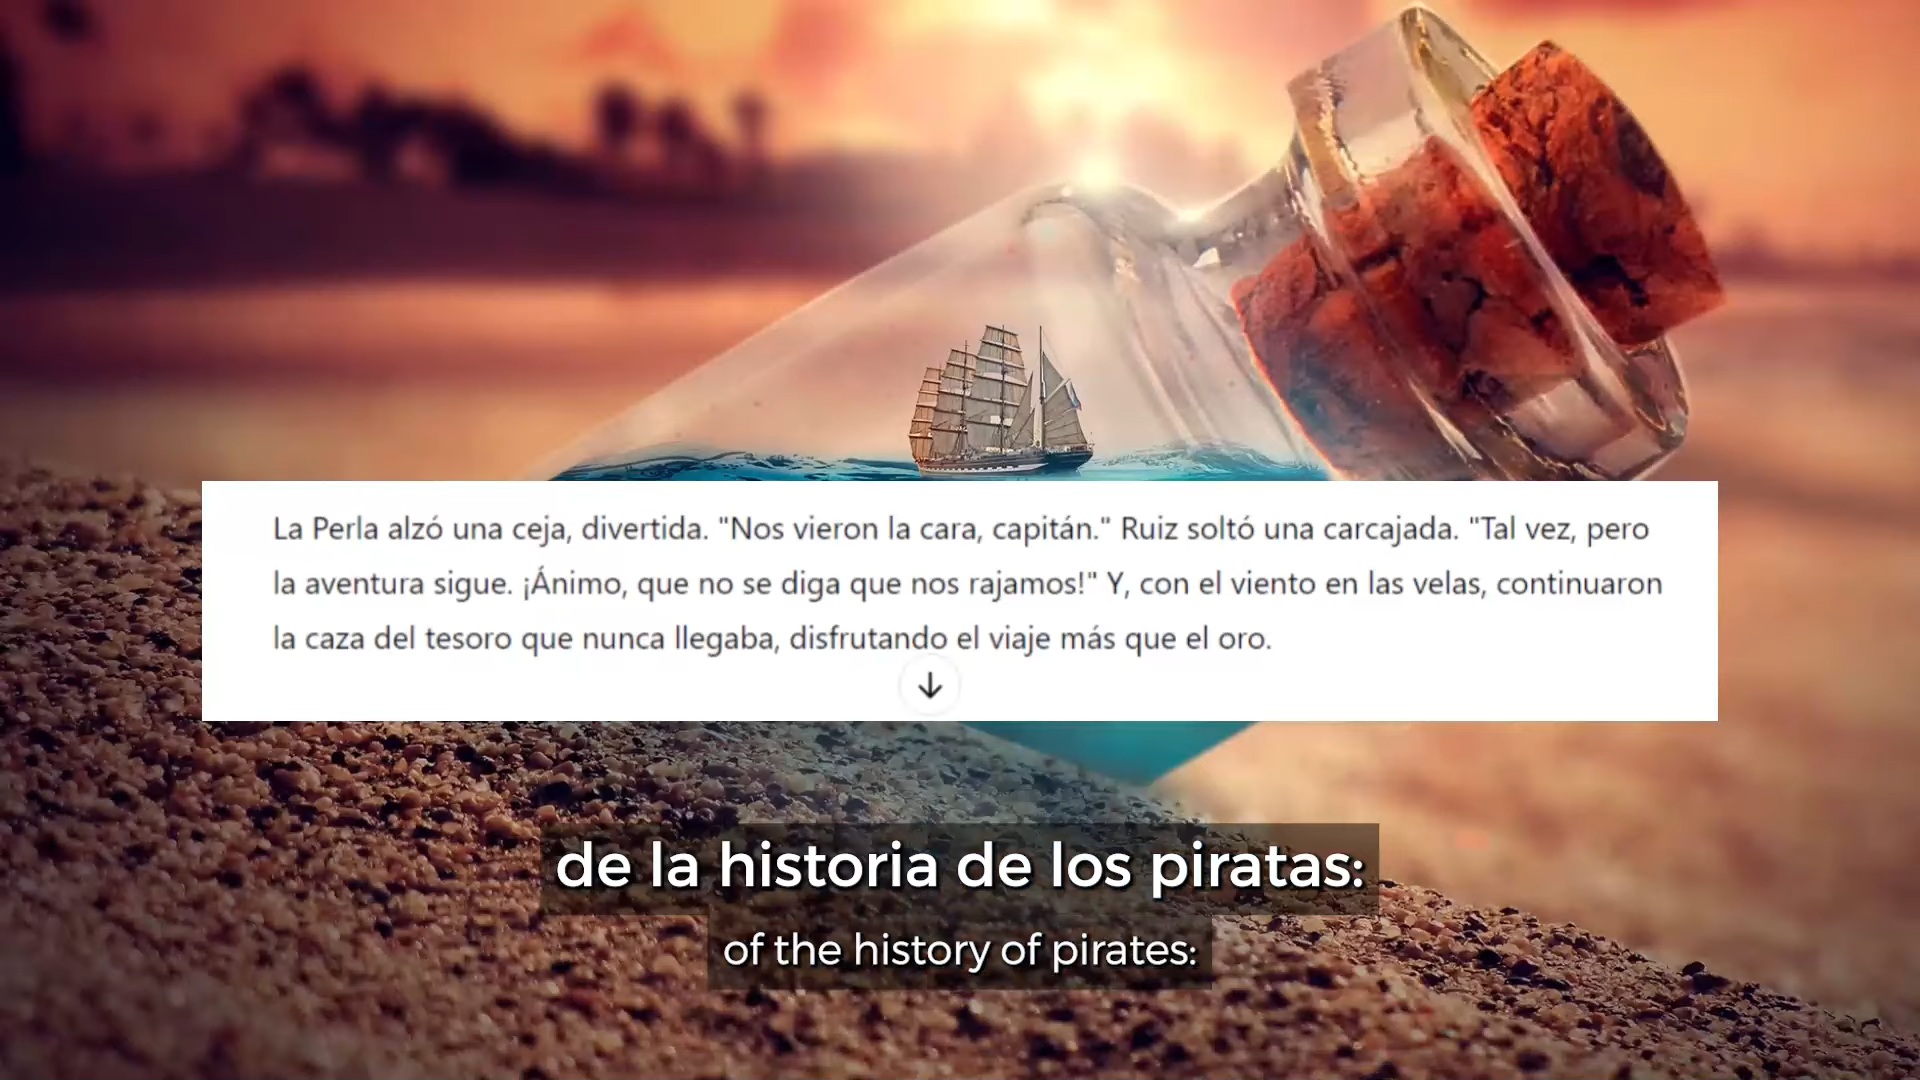 La Perla alzó una ceja, divertida. "Nos vieron la cara, capitán." Ruiz soltó una carcajada. "Tal vez, pero
la aventura sigue. ¡Ánimo, que no se diga que nos rajamos!" Y, con el viento en las velas, continuaron
la caza del tesoro que nunca llegaba, disfrutando el viaje más que el oro.
de la historia de los piratas:
of the history of pirates: